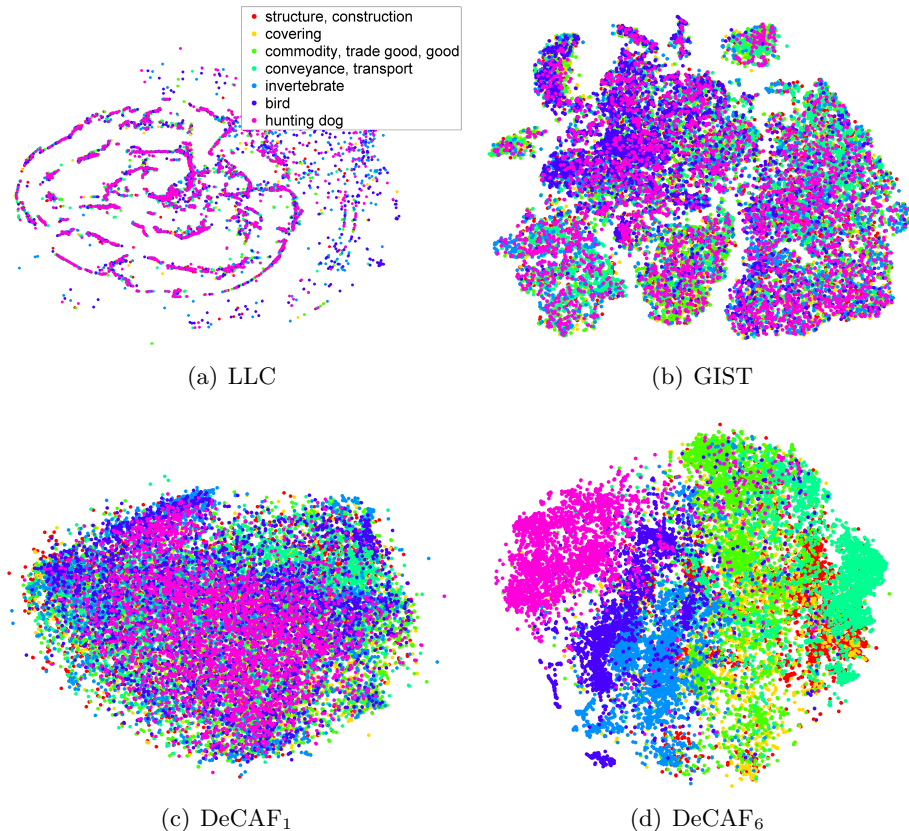 structure, construction
covering
commodity, trade good, good
conveyance, transport
invertebrate
bird
hunting dog
(a) LLC
(b) GIST
(c) DeCAF₁
(d) DeCAF₆